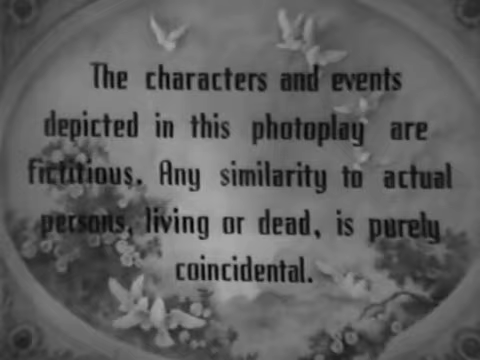 The characters and events
depicted in this photoplay are
fictitious. Any similarity to actual
persons, living or dead, is purely
coincidental.